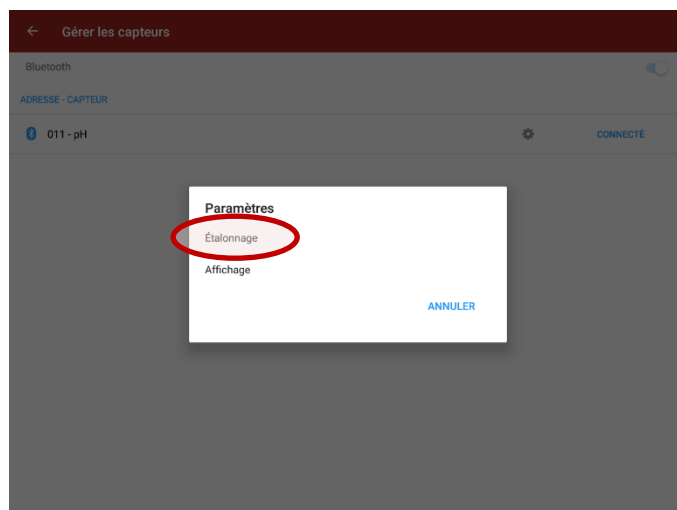 Gérer les capteurs
Bluetooth
ADRESSE - CAPTEUR
011 - pH
CONNECTÉ
Paramètres
Étalonnage
Affichage
ANNULER